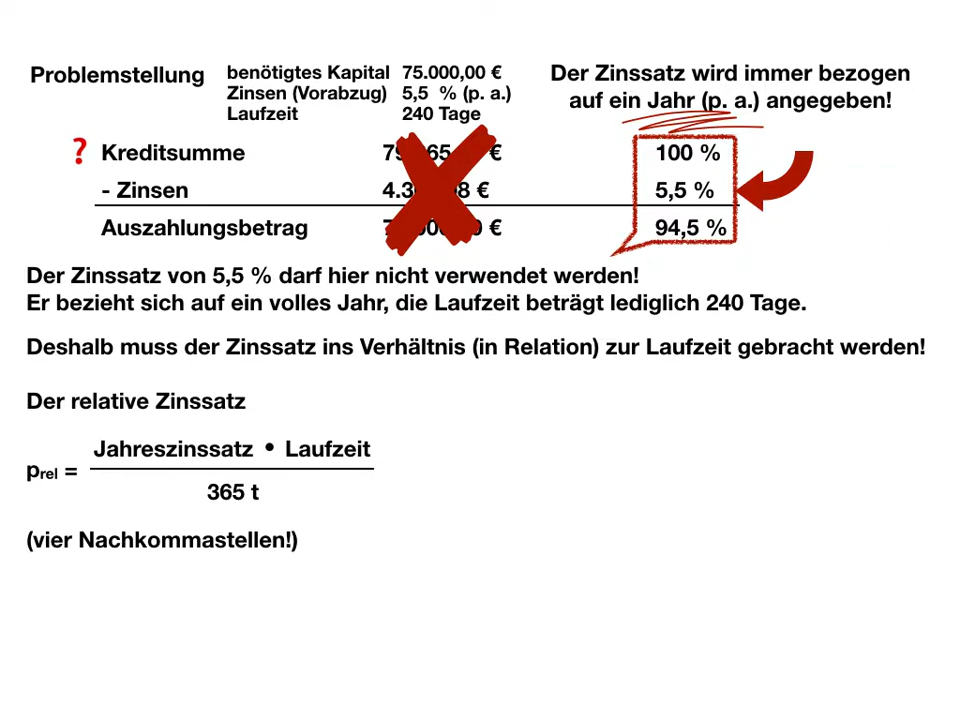 Problemstellung
benötigtes Kapital 75.000,00 €
Zinsen (Vorabzug) 5,5 % (p. a.)
Laufzeit 240 Tage
Der Zinssatz wird immer bezogen
auf ein Jahr (p. a.) angegeben!
? Kreditsumme € 100 %
- Zinsen € 5,5 %
Auszahlungsbetrag € 94,5 %
Der Zinssatz von 5,5 % darf hier nicht verwendet werden!
Er bezieht sich auf ein volles Jahr, die Laufzeit beträgt lediglich 240 Tage.
Deshalb muss der Zinssatz ins Verhältnis (in Relation) zur Laufzeit gebracht werden!
Der relative Zinssatz
Jahreszinssatz • Laufzeit
prel =
365 t
(vier Nachkommastellen!)